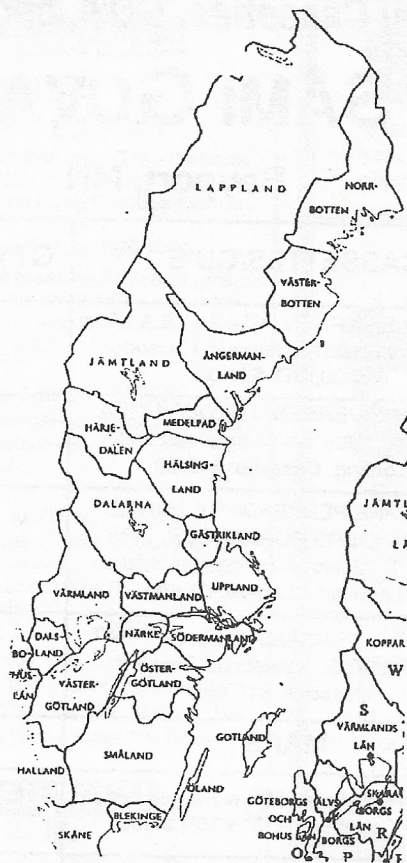 LAPPLAND
NORR-
BOTTEN
VÄSTER-
BOTTEN
JÄMTLAND
ÅNGERMAN-
LAND
HÄRJE-
DALEN
MEDELPAD
HÄLSING-
LAND
DALARNA
GÄSTRIKLAND
VÄRMLAND
VÄSTMANLAND
UPPLAND
DALS-
LAND
NÄRKE
SÖDERMANLAND
BO-
HUS-
LÄN
VÄSTER-
GÖTLAND
ÖSTER-
GÖTLAND
GOTLAND
SMÅLAND
HALLAND
ÖLAND
BLEKINGE
SKÅNE
JÄMTL
LÄ
KOPPAR
W
S
VÄRMLANDS
LÄN
SKARA
BORGS
LÄN
R
GÖTEBORGS
OCH
BOHUS LÄN
O
ÄLVS
BORGS